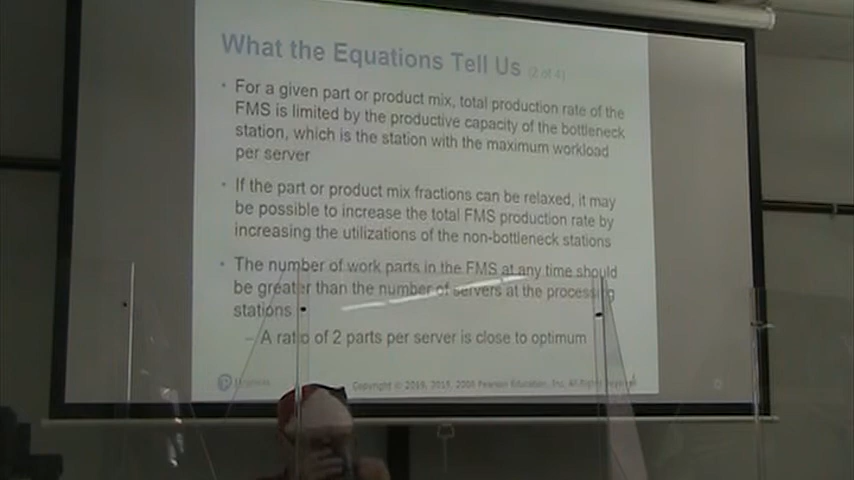 What the Equations Tell Us (2 of 4)
• For a given part or product mix, total production rate of the
FMS is limited by the productive capacity of the bottleneck
station, which is the station with the maximum workload
per server
• If the part or product mix fractions can be relaxed, it may
be possible to increase the total FMS production rate by
increasing the utilizations of the non-bottleneck stations
• The number of work parts in the FMS at any time should
be greater than the number of servers at the processing
stations
– A ratio of 2 parts per server is close to optimum
Copyright © 2019, 2015, 2008 Pearson Education, Inc. All Rights Reserved